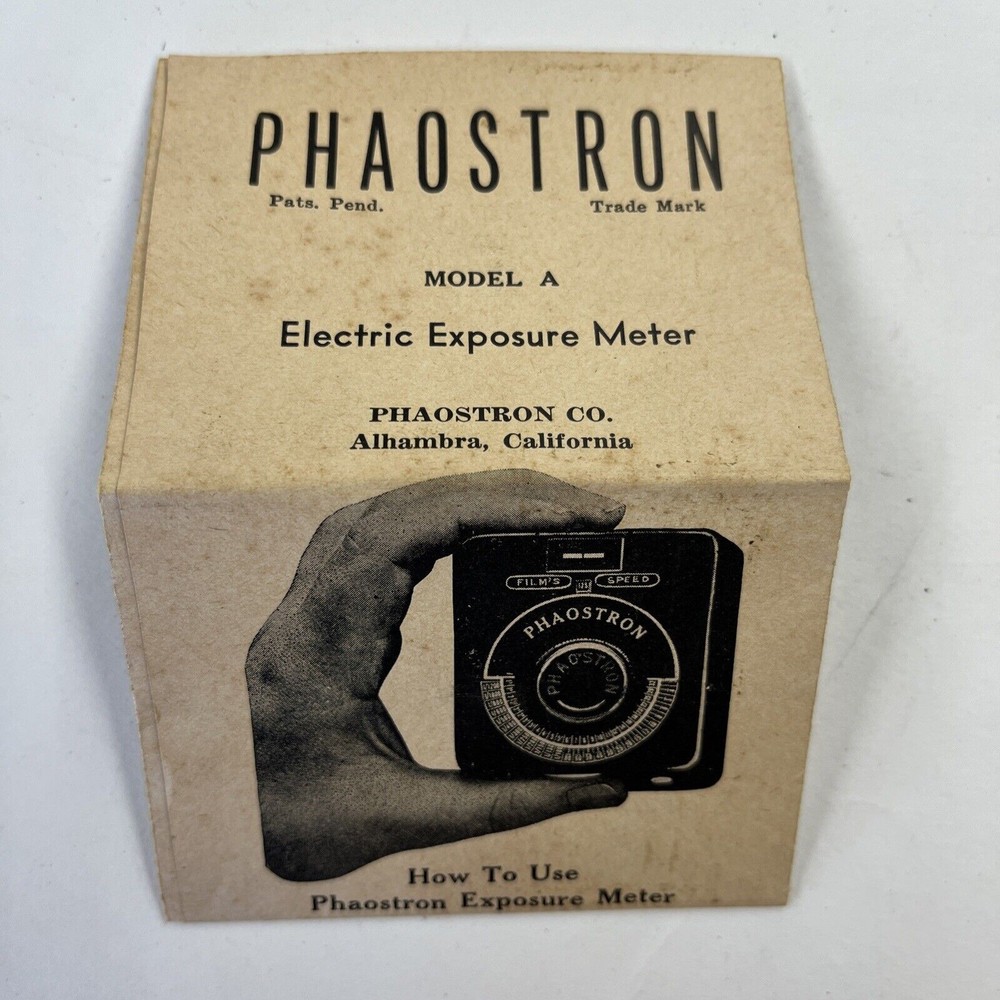 PHAOSTRON
Pats. Pend. Trade Mark
MODEL A
Electric Exposure Meter
PHAOSTRON CO.
Alhambra, California
FILM'S SPEED
PHAOSTRON
PHAOSTRON
How To Use
Phaostron Exposure Meter